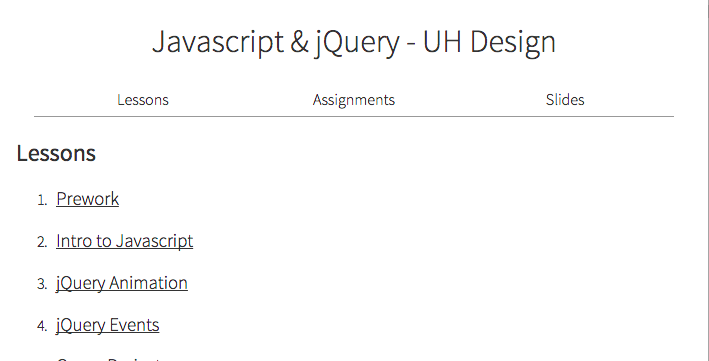 Javascript & jQuery - UH Design
Lessons Assignments Slides
Lessons
1. Prework
2. Intro to Javascript
3. jQuery Animation
4. jQuery Events